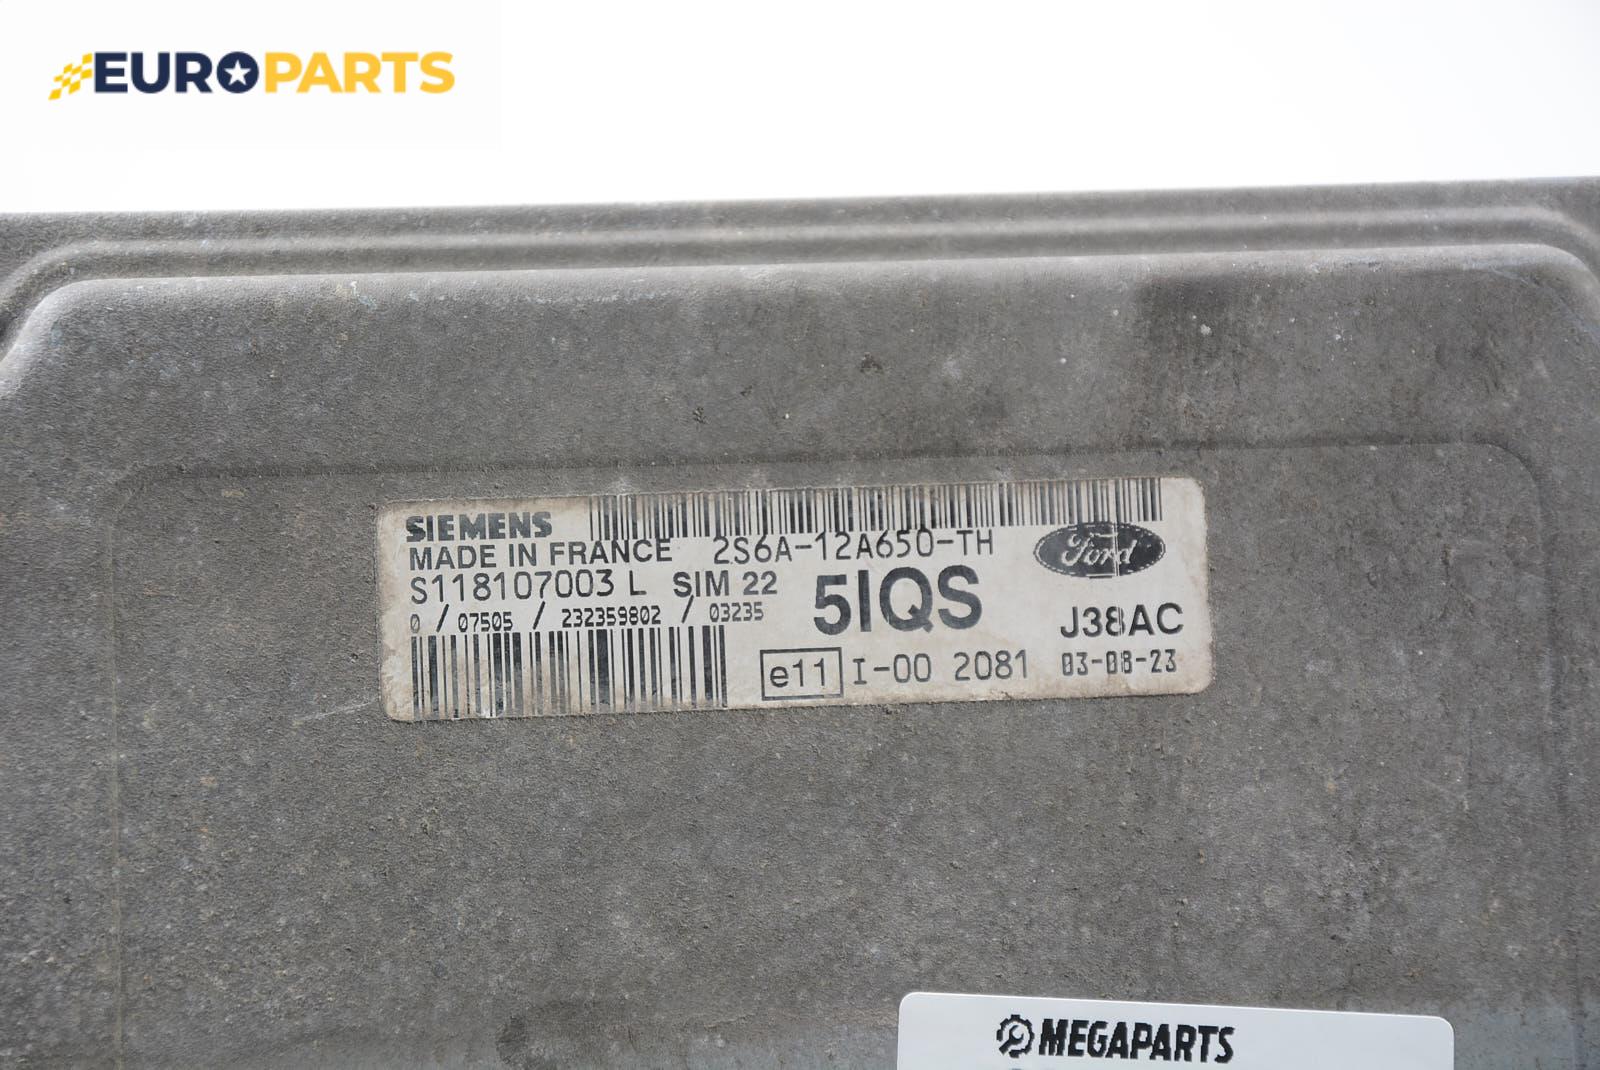 EUROPARTS
SIEMENS
MADE IN FRANCE 2S6A-12A650-TH
Ford
S118107003 L SIM 22
5IQS
0 / 07505 / 232359802 / 03235
J38AC
e11 I-00 2081 03-08-23
MEGAPARTS